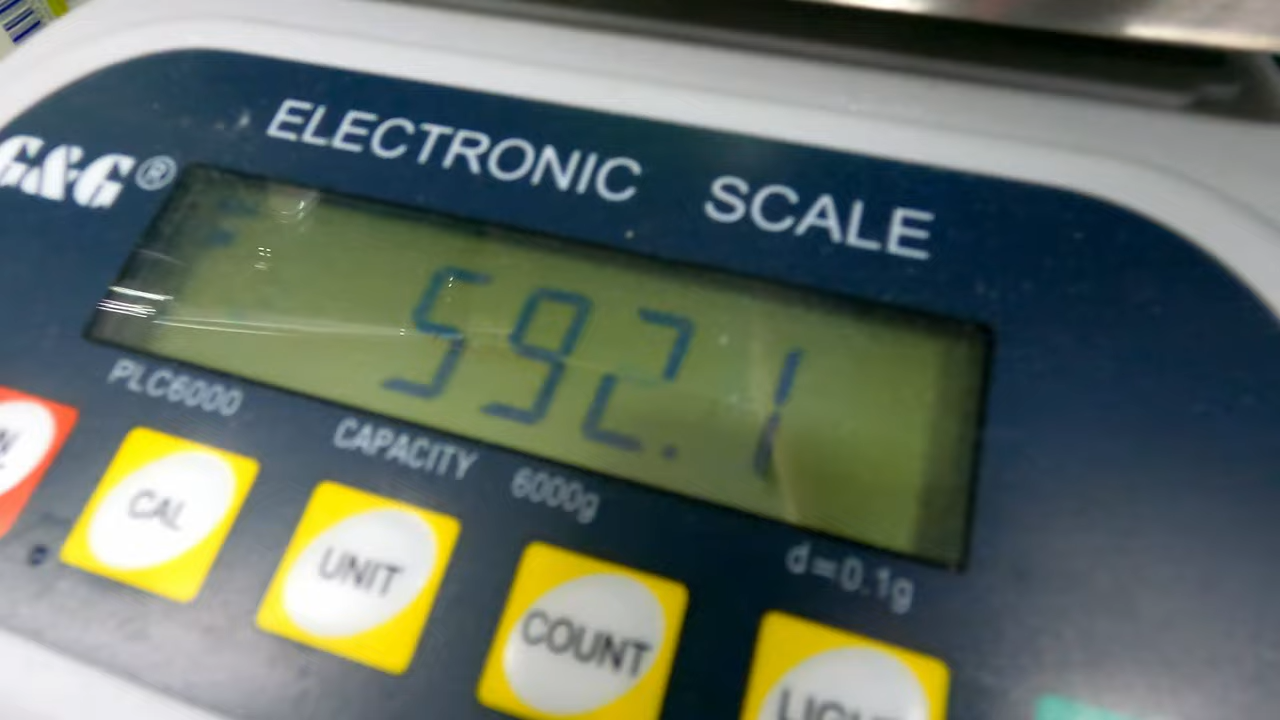 G&G®
ELECTRONIC SCALE
592.1
PLC6000
CAPACITY 6000g
d=0.1g
CAL
UNIT
COUNT